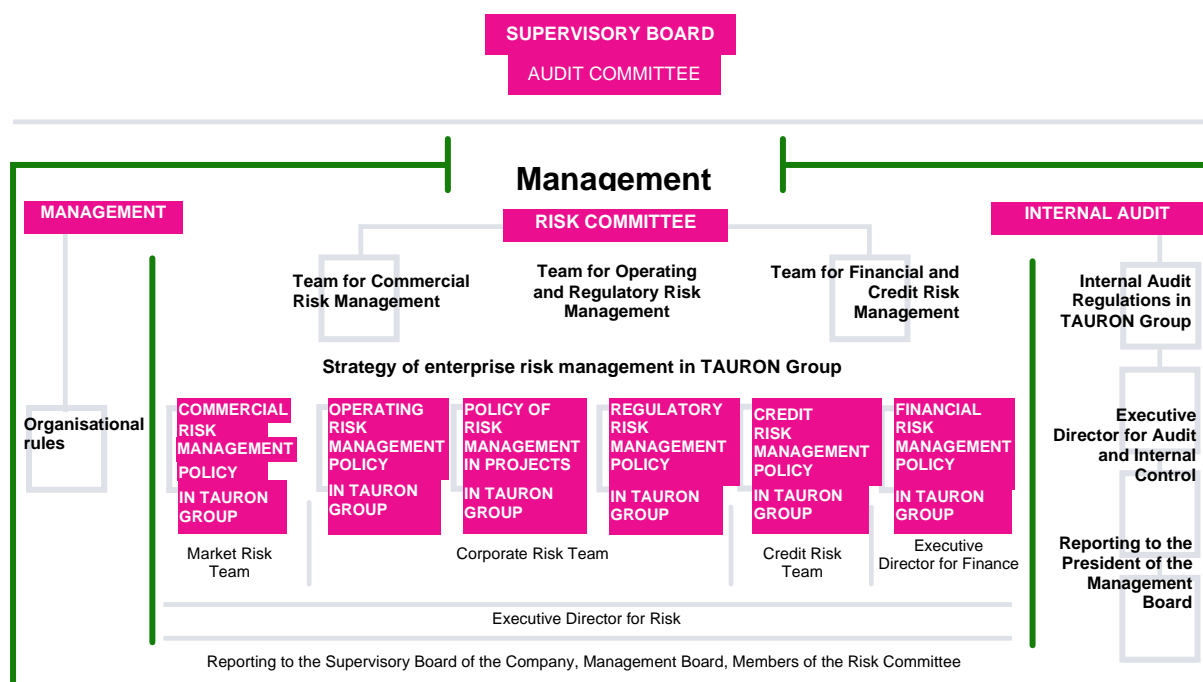 SUPERVISORY BOARD
AUDIT COMMITTEE
Management
MANAGEMENT
RISK COMMITTEE
INTERNAL AUDIT
Team for Commercial
Risk Management
Team for Operating
and Regulatory Risk
Management
Team for Financial and
Credit Risk
Management
Internal Audit
Regulations in
TAURON Group
Strategy of enterprise risk management in TAURON Group
Organisational
rules
COMMERCIAL
RISK
MANAGEMENT
POLICY
IN TAURON
GROUP
OPERATING
RISK
MANAGEMENT
POLICY
IN TAURON
GROUP
POLICY OF
RISK
MANAGEMENT
IN PROJECTS
IN TAURON
GROUP
REGULATORY
RISK
MANAGEMENT
POLICY
IN TAURON
GROUP
CREDIT
RISK
MANAGEMENT
POLICY
IN TAURON
GROUP
FINANCIAL
RISK
MANAGEMENT
POLICY
IN TAURON
GROUP
Executive
Director for Audit
and Internal
Control
Market Risk
Team
Corporate Risk Team
Credit Risk
Team
Executive
Director for Finance
Reporting to the
President of the
Management
Board
Executive Director for Risk
Reporting to the Supervisory Board of the Company, Management Board, Members of the Risk Committee